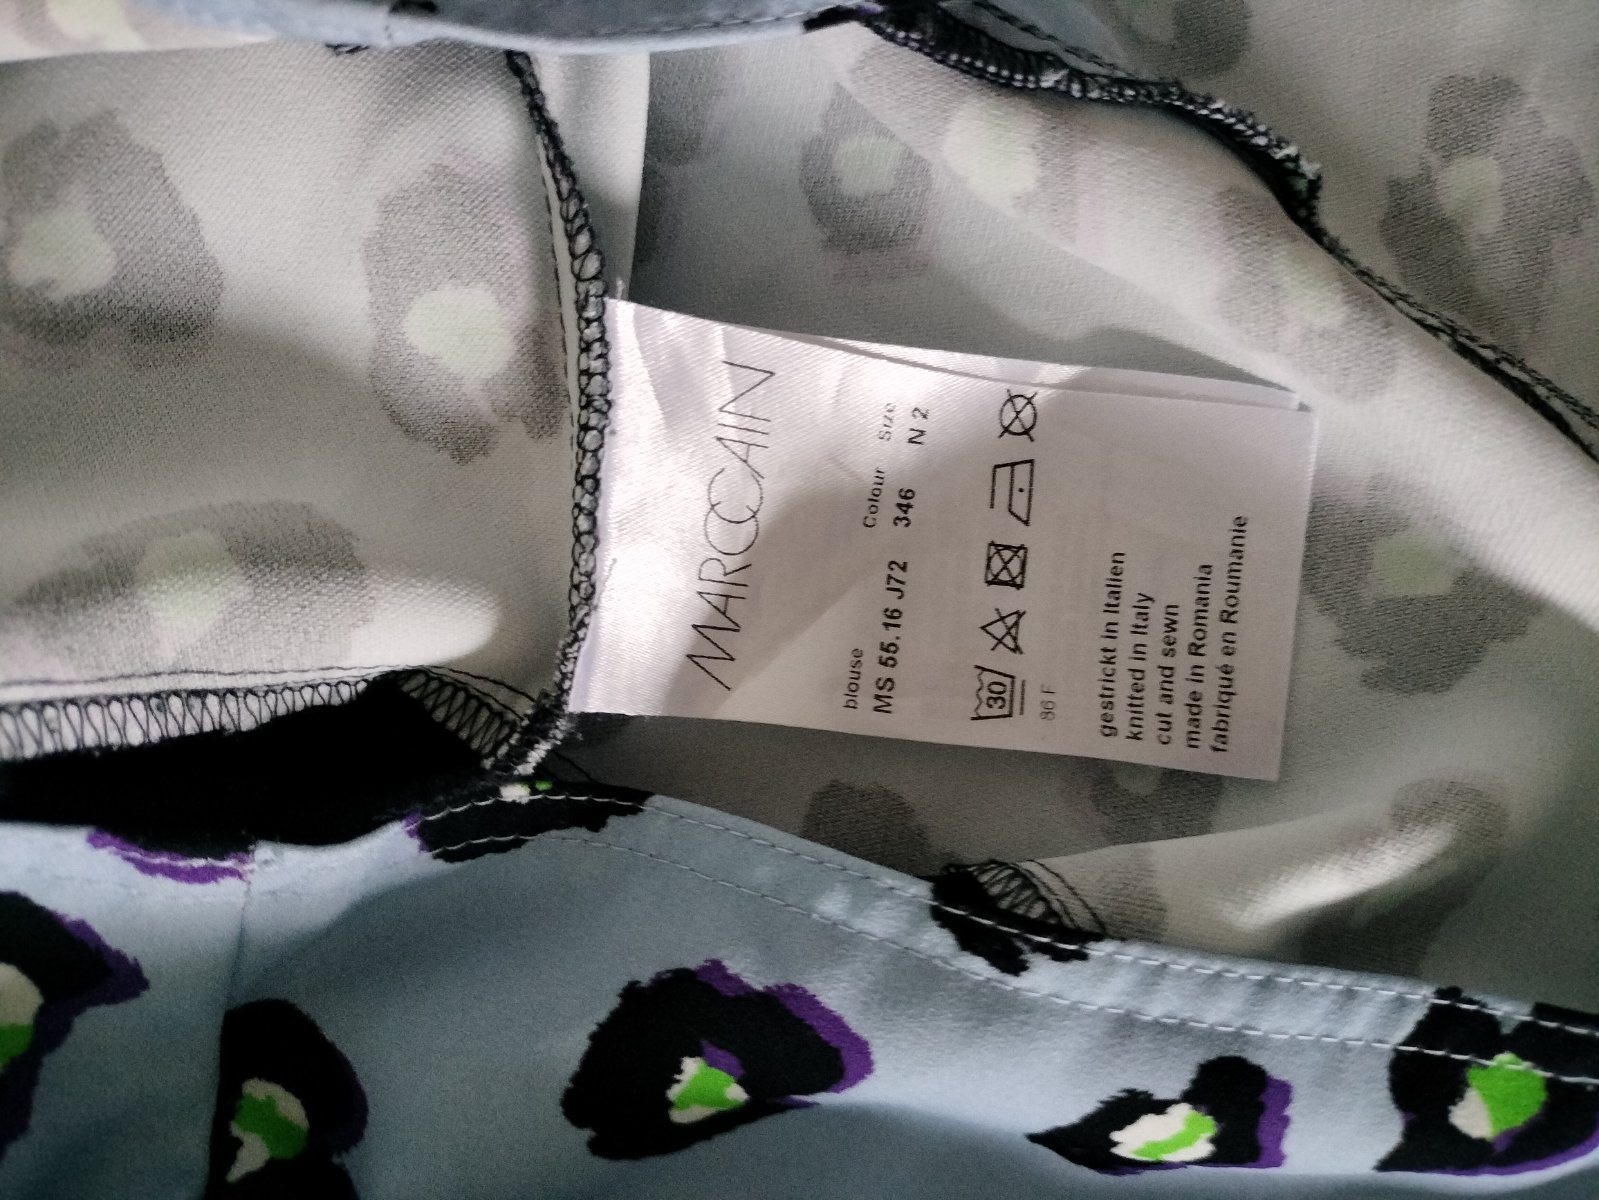 MARCCAIN
blouse Colour Size
MS 55.16 J72 346 N 2
30
86 F
gestrickt in Italien
knitted in Italy
cut and sewn
made in Romania
fabriqué en Roumanie